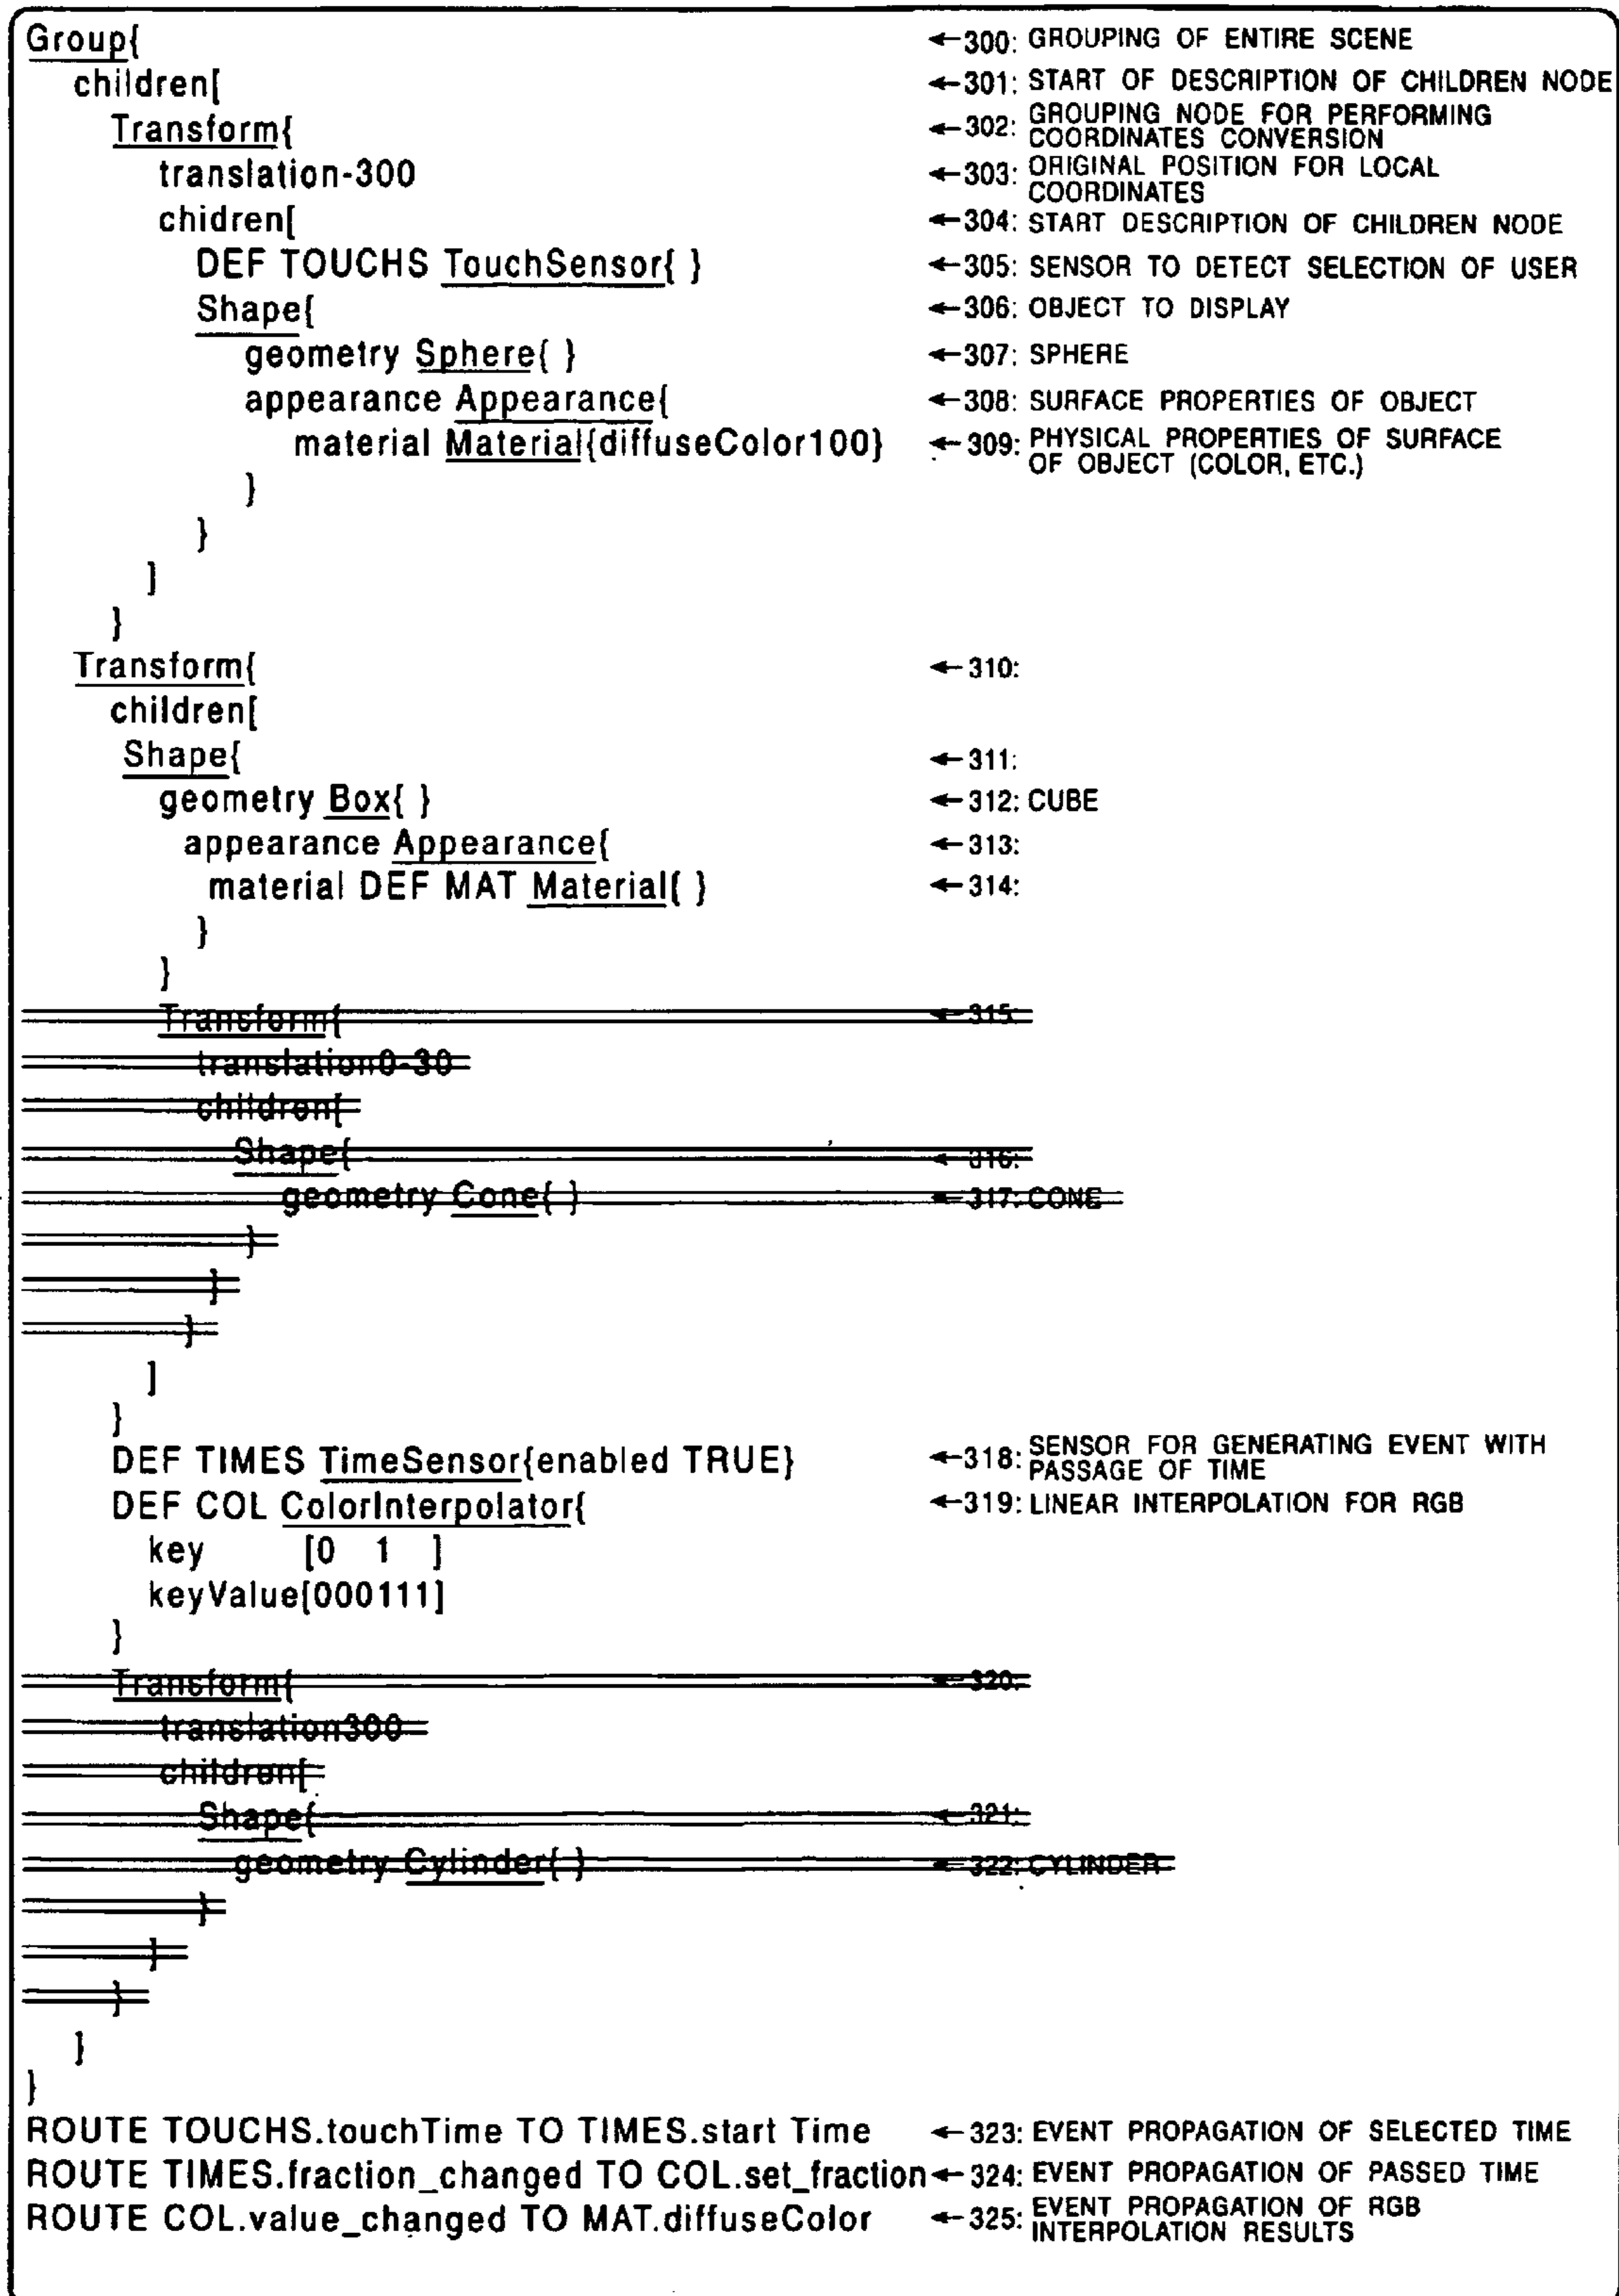 Group{ ←300: GROUPING OF ENTIRE SCENE
children[ ←301: START OF DESCRIPTION OF CHILDREN NODE
Transform{ ←302: GROUPING NODE FOR PERFORMING
COORDINATES CONVERSION
translation-300 ←303: ORIGINAL POSITION FOR LOCAL
COORDINATES
chidren[ ←304: START DESCRIPTION OF CHILDREN NODE
DEF TOUCHS TouchSensor{ } ←305: SENSOR TO DETECT SELECTION OF USER
Shape{ ←306: OBJECT TO DISPLAY
geometry Sphere{ } ←307: SPHERE
appearance Appearance{ ←308: SURFACE PROPERTIES OF OBJECT
material Material{diffuseColor100} ←309: PHYSICAL PROPERTIES OF SURFACE
OF OBJECT (COLOR, ETC.)
}
}
]
}
Transform{ ←310:
children[
Shape{ ←311:
geometry Box{ } ←312: CUBE
appearance Appearance{ ←313:
material DEF MAT Material{ } ←314:
}
}
Transform{ ←315:
translation0-30
children[
Shape{ ←316:
geometry Cone{ } ←317: CONE
}
}
}
]
}
DEF TIMES TimeSensor{enabled TRUE} ←318: SENSOR FOR GENERATING EVENT WITH
PASSAGE OF TIME
DEF COL ColorInterpolator{ ←319: LINEAR INTERPOLATION FOR RGB
key [0 1 ]
keyValue[000111]
}
Transform{ ←320:
translation300
children[
Shape{ ←321:
geometry Cylinder{ } ←322: CYLINDER
}
}
}
]
}
ROUTE TOUCHS.touchTime TO TIMES.start Time ←323: EVENT PROPAGATION OF SELECTED TIME
ROUTE TIMES.fraction_changed TO COL.set_fraction ←324: EVENT PROPAGATION OF PASSED TIME
ROUTE COL.value_changed TO MAT.diffuseColor ←325: EVENT PROPAGATION OF RGB
INTERPOLATION RESULTS